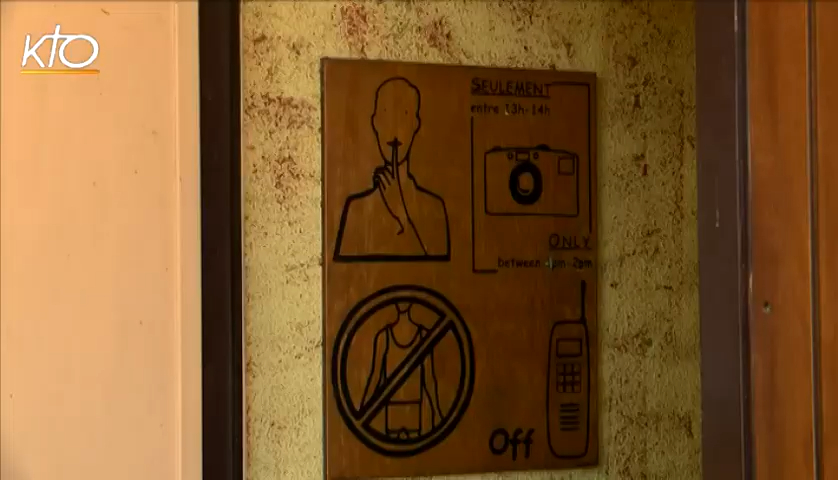 KTO
SEULEMENT
entre 13h-14h
ONLY
between 1pm-2pm
Off